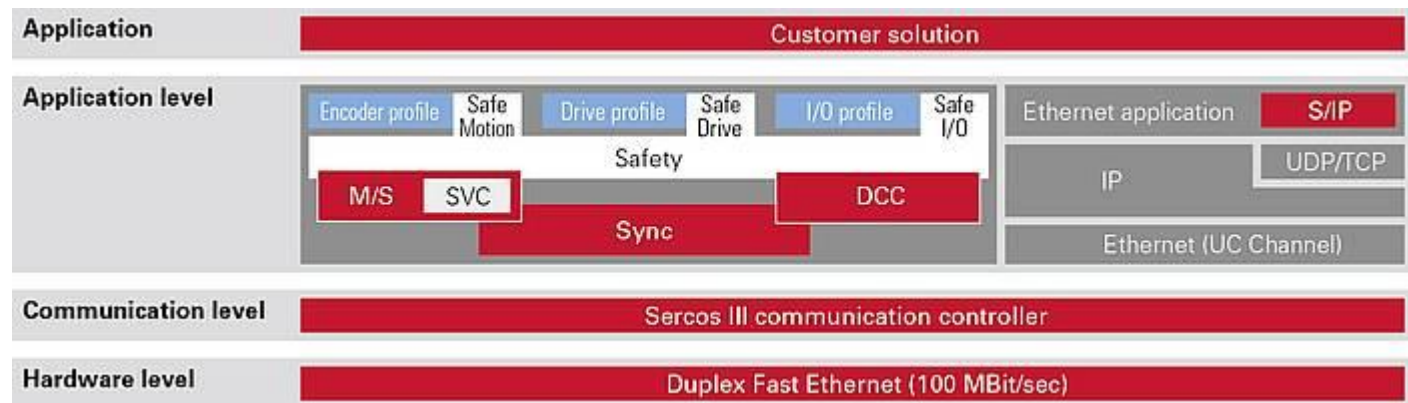 Application
Customer solution
Application level
Encoder profile
Safe
Motion
Drive profile
Safe
Drive
I/O profile
Safe
I/O
Safety
M/S
SVC
DCC
Sync
Ethernet application
S/IP
IP
UDP/TCP
Ethernet (UC Channel)
Communication level
Sercos III communication controller
Hardware level
Duplex Fast Ethernet (100 MBit/sec)